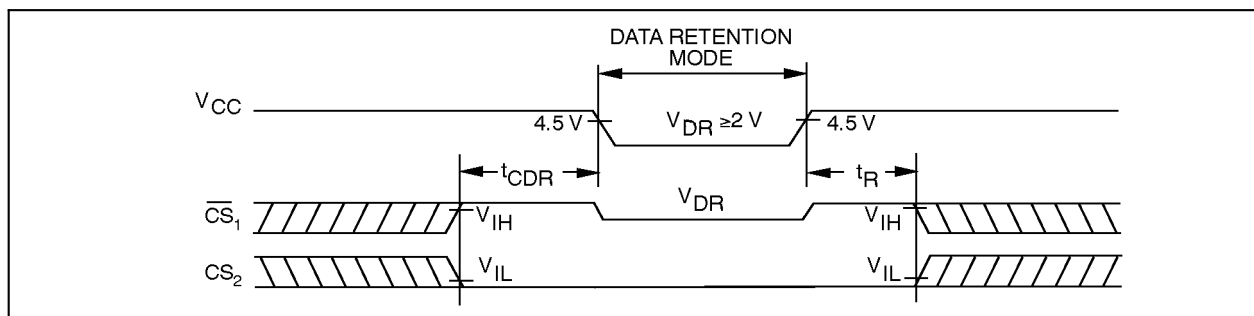 DATA RETENTION
MODE
VCC
4.5 V
VDR ≥2 V
4.5 V
tCDR
tR
CS1
VIH
VDR
VIH
CS2
VIL
VIL